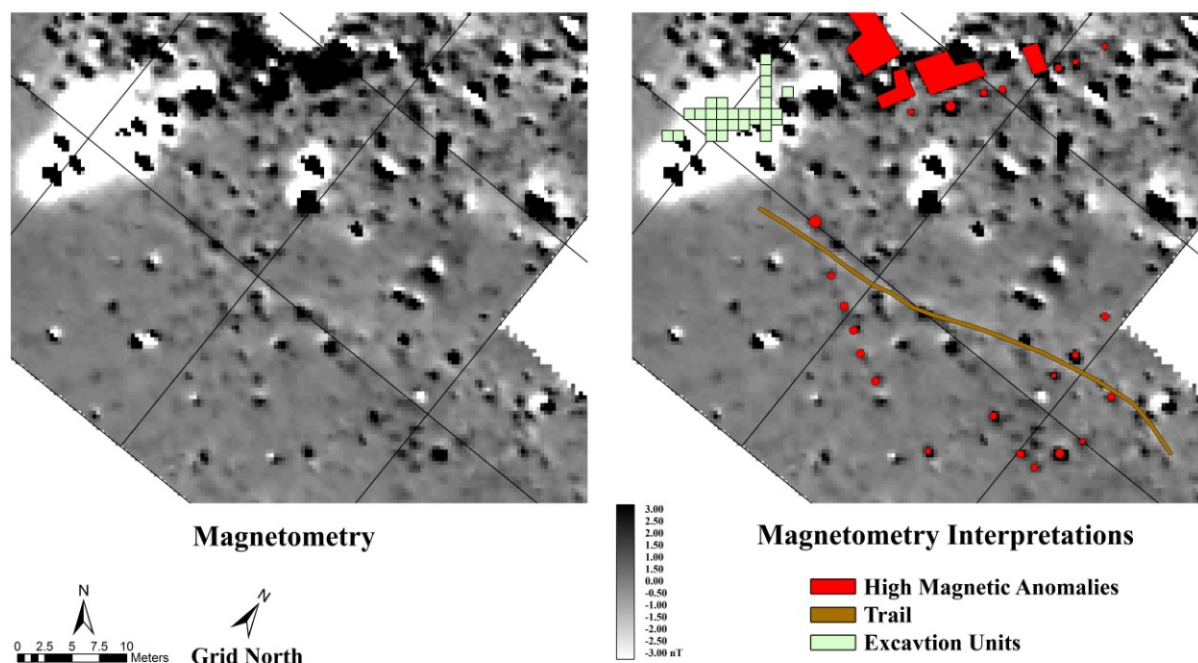 Magnetometry
N
N
0 2.5 5 7.5 10
Meters
Grid North
3.00
2.50
2.00
1.50
1.00
0.50
0.00
-0.50
-1.00
-1.50
-2.00
-2.50
-3.00 nT
Magnetometry Interpretations
High Magnetic Anomalies
Trail
Excavtion Units